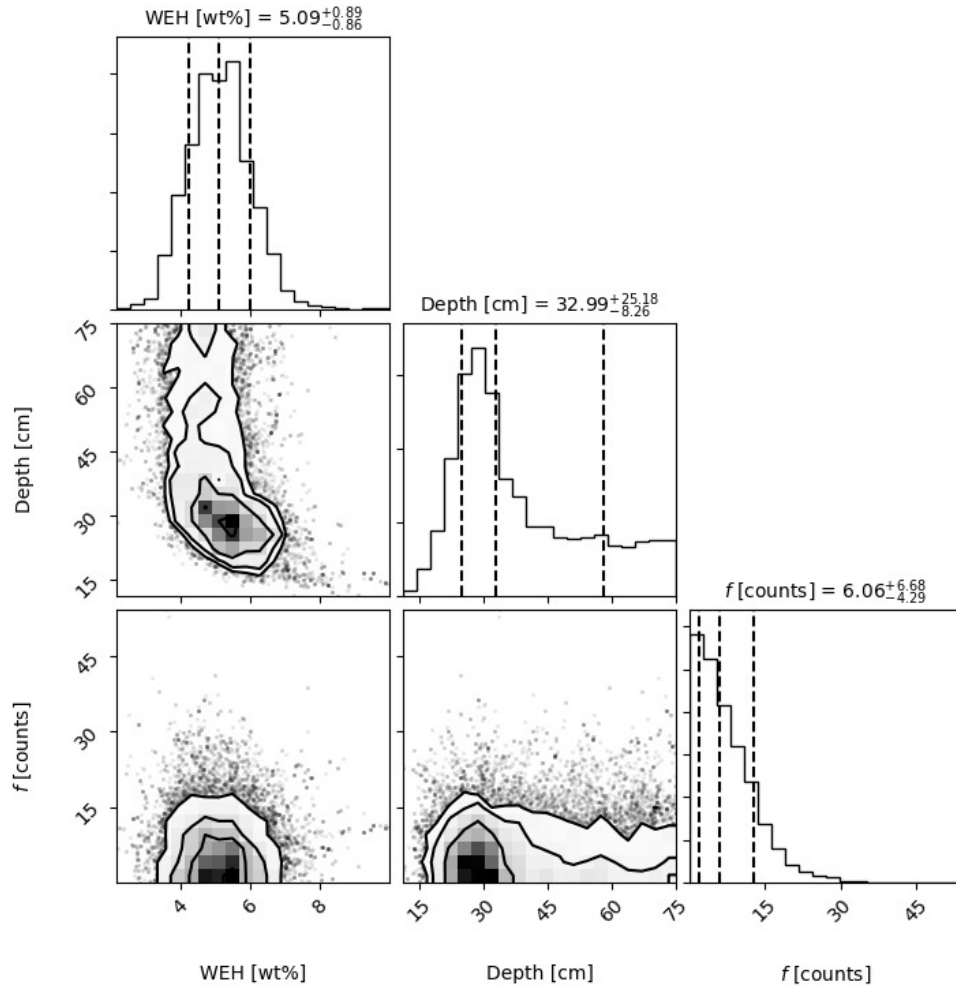 WEH [wt%] = 5.09+0.89−0.86
Depth [cm] = 32.99+25.18−8.26
75
60
45
30
15
Depth [cm]
f [counts] = 6.06+6.68−4.29
45
30
15
f [counts]
4 6 8
15 30 45 60 75
15 30 45
WEH [wt%]
Depth [cm]
f [counts]